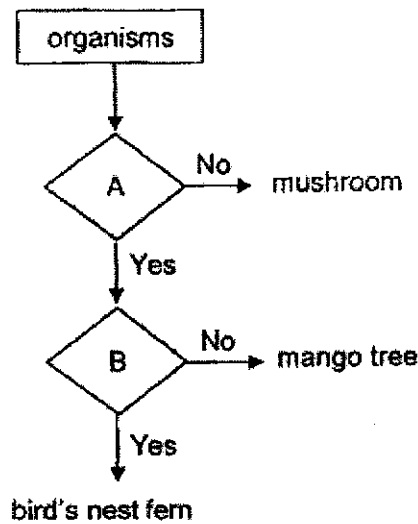 organisms
A
No
mushroom
Yes
B
No
mango tree
Yes
bird's nest fern